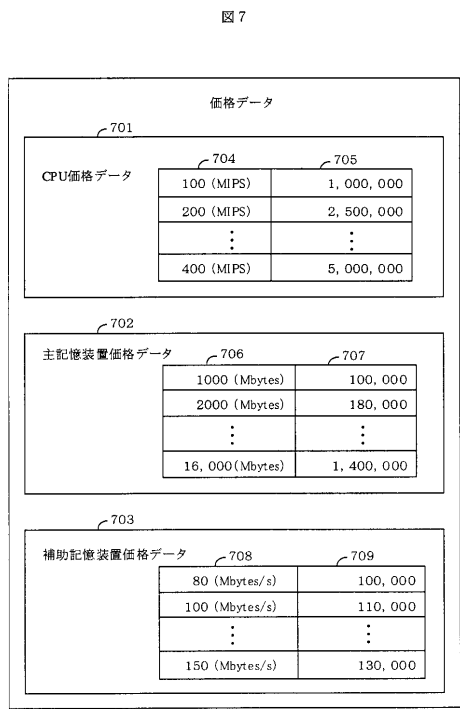 図7
価格データ
701
CPU価格データ
704 705
100 (MIPS) 1, 000, 000
200 (MIPS) 2, 500, 000
400 (MIPS) 5, 000, 000
702
主記憶装置価格データ
706 707
1000 (Mbytes) 100, 000
2000 (Mbytes) 180, 000
16, 000(Mbytes) 1, 400, 000
703
補助記憶装置価格データ
708 709
80 (Mbytes/s) 100, 000
100 (Mbytes/s) 110, 000
150 (Mbytes/s) 130, 000